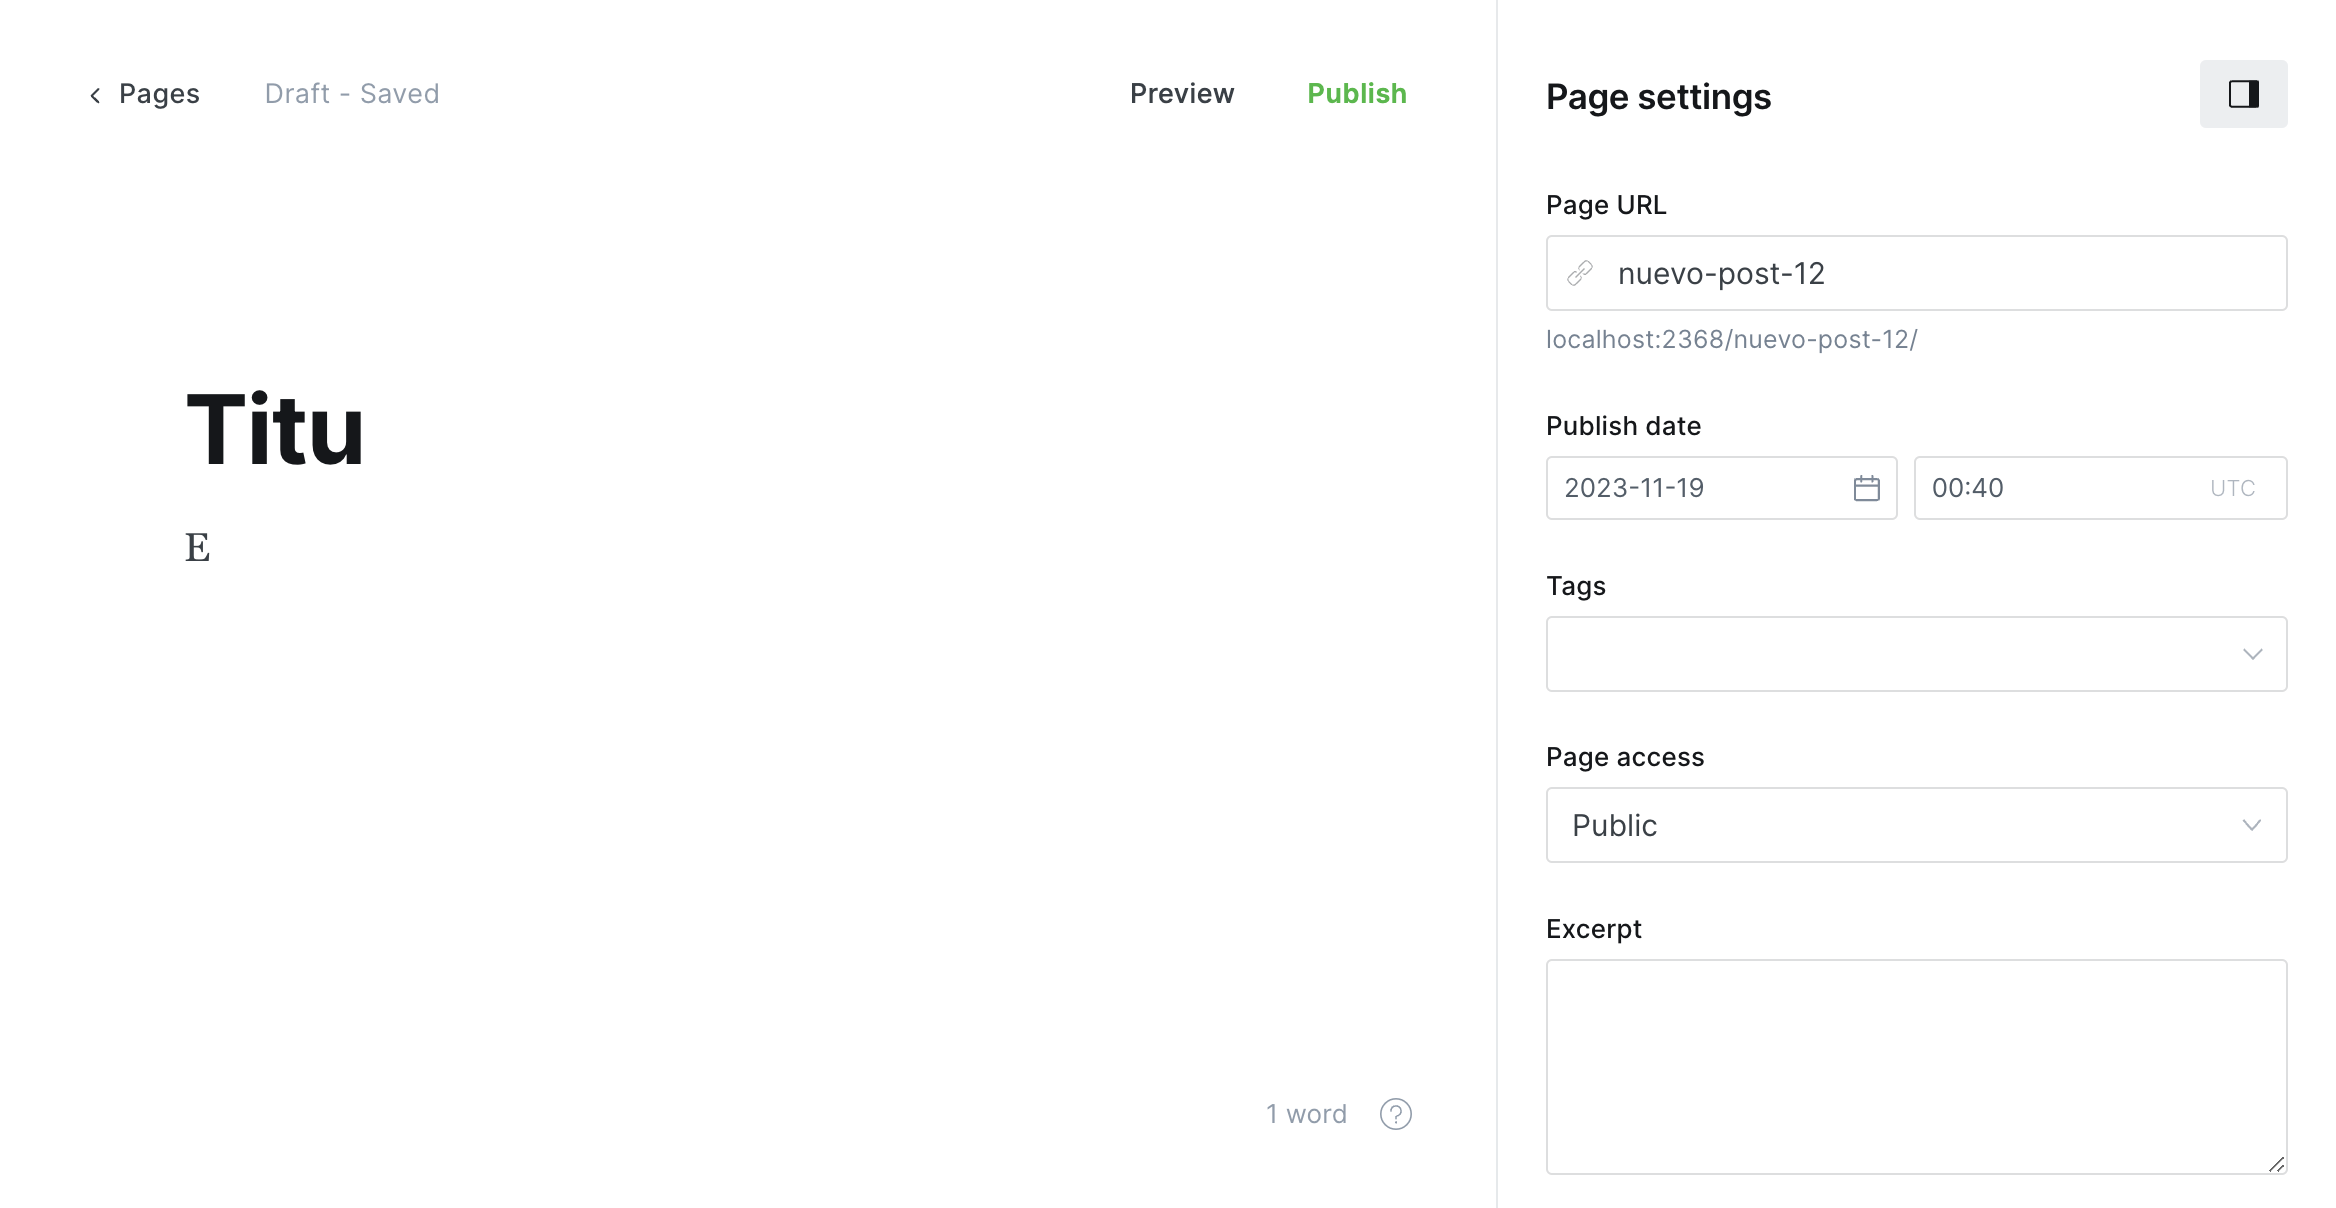 Pages
Draft - Saved
Preview
Publish
Titu
E
1 word
?
Page settings
Page URL
nuevo-post-12
localhost:2368/nuevo-post-12/
Publish date
2023-11-19
00:40
UTC
Tags
Page access
Public
Excerpt